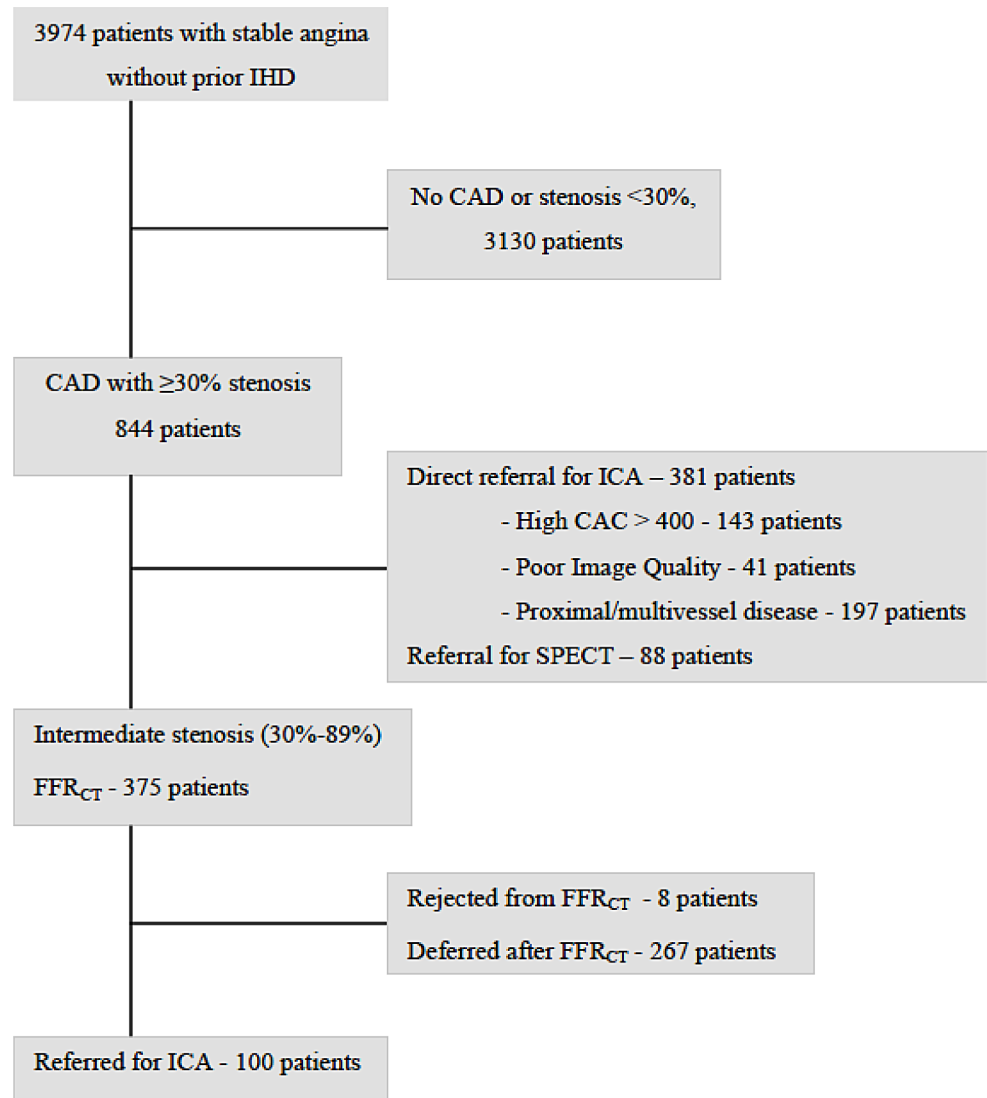 3974 patients with stable angina
without prior IHD
No CAD or stenosis <30%,
3130 patients
CAD with ≥30% stenosis
844 patients
Direct referral for ICA – 381 patients
- High CAC > 400 - 143 patients
- Poor Image Quality - 41 patients
- Proximal/multivessel disease - 197 patients
Referral for SPECT – 88 patients
Intermediate stenosis (30%-89%)
FFRCT - 375 patients
Rejected from FFRCT - 8 patients
Deferred after FFRCT - 267 patients
Referred for ICA - 100 patients